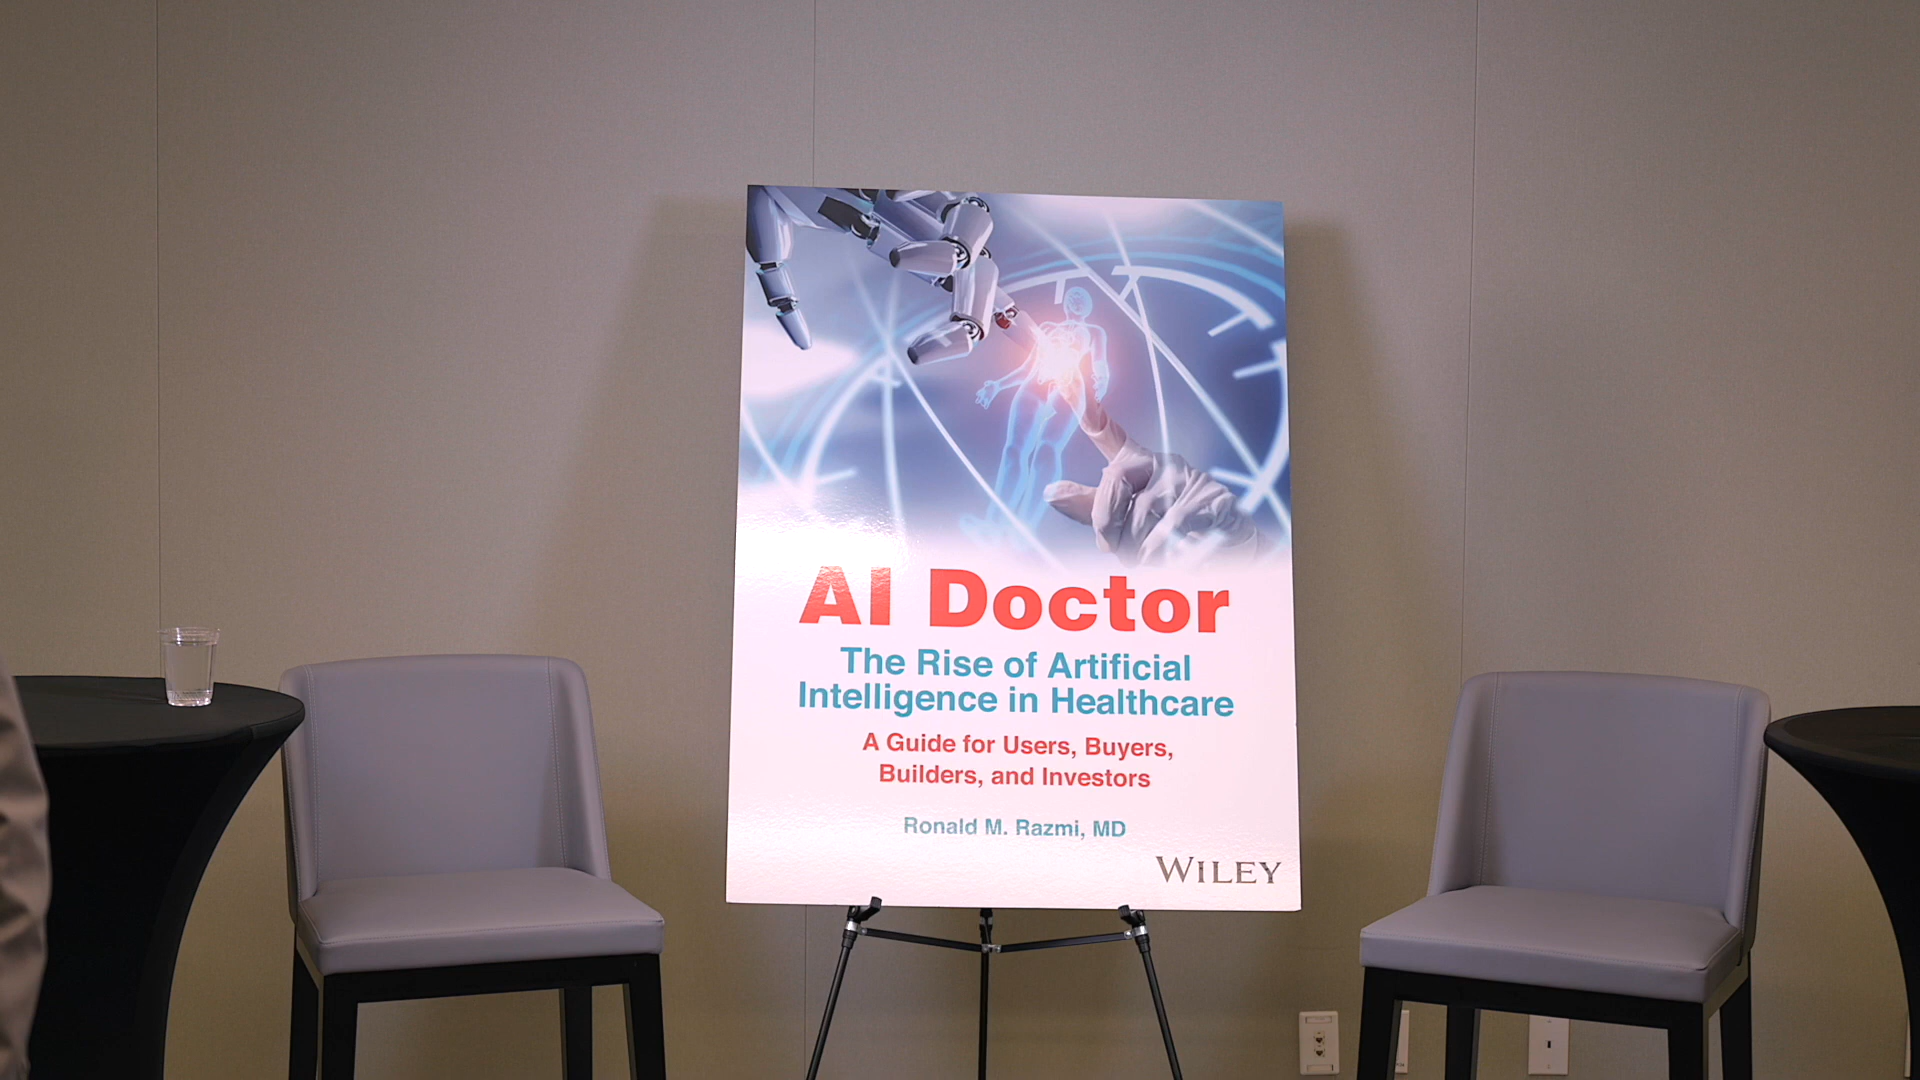 AI Doctor
The Rise of Artificial
Intelligence in Healthcare
A Guide for Users, Buyers,
Builders, and Investors
Ronald M. Razmi, MD
WILEY